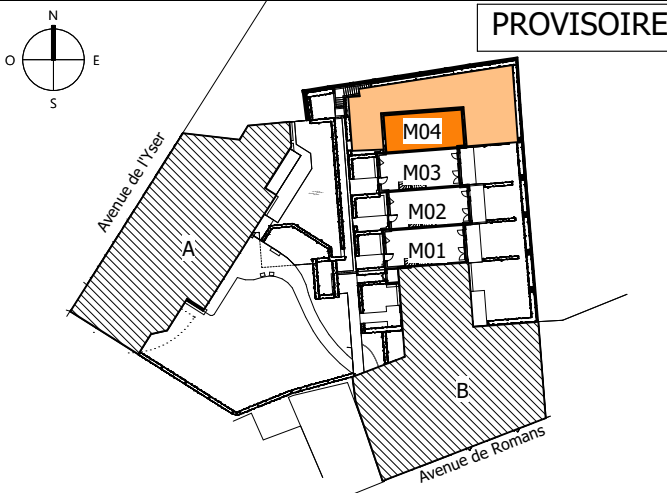 PROVISOIRE
N
O
E
S
Avenue de l'Yser
M04
M03
M02
M01
A
B
Avenue de Romans